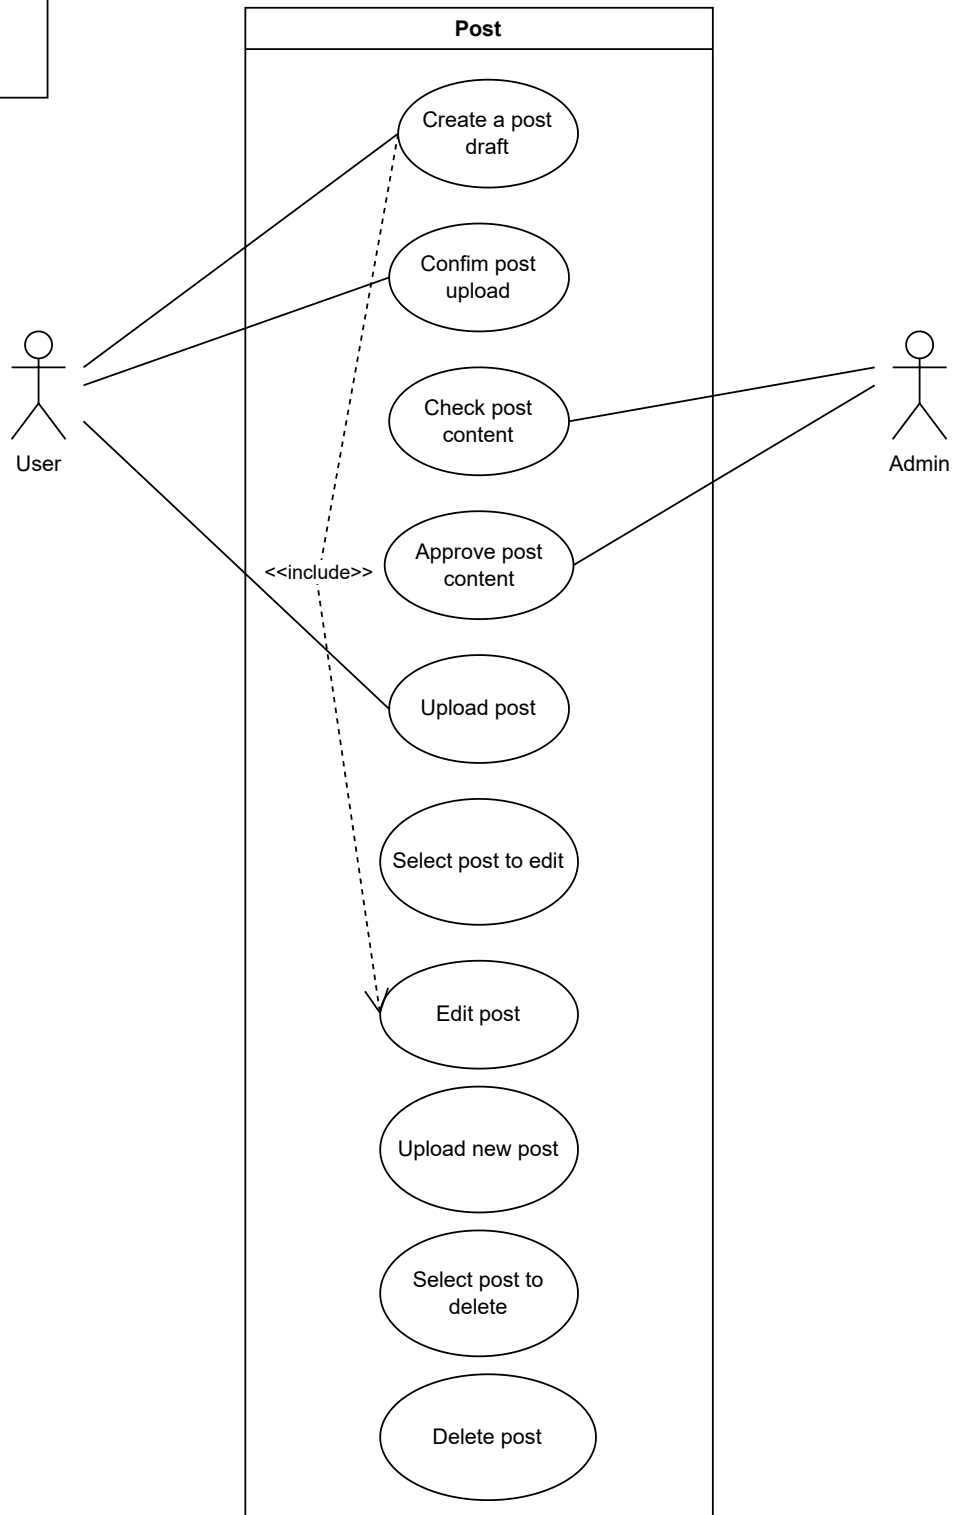 Post
Create a post
draft
Confim post
upload
Check post
content
User
Admin
Approve post
content
<<include>>
Upload post
Select post to edit
Edit post
Upload new post
Select post to
delete
Delete post